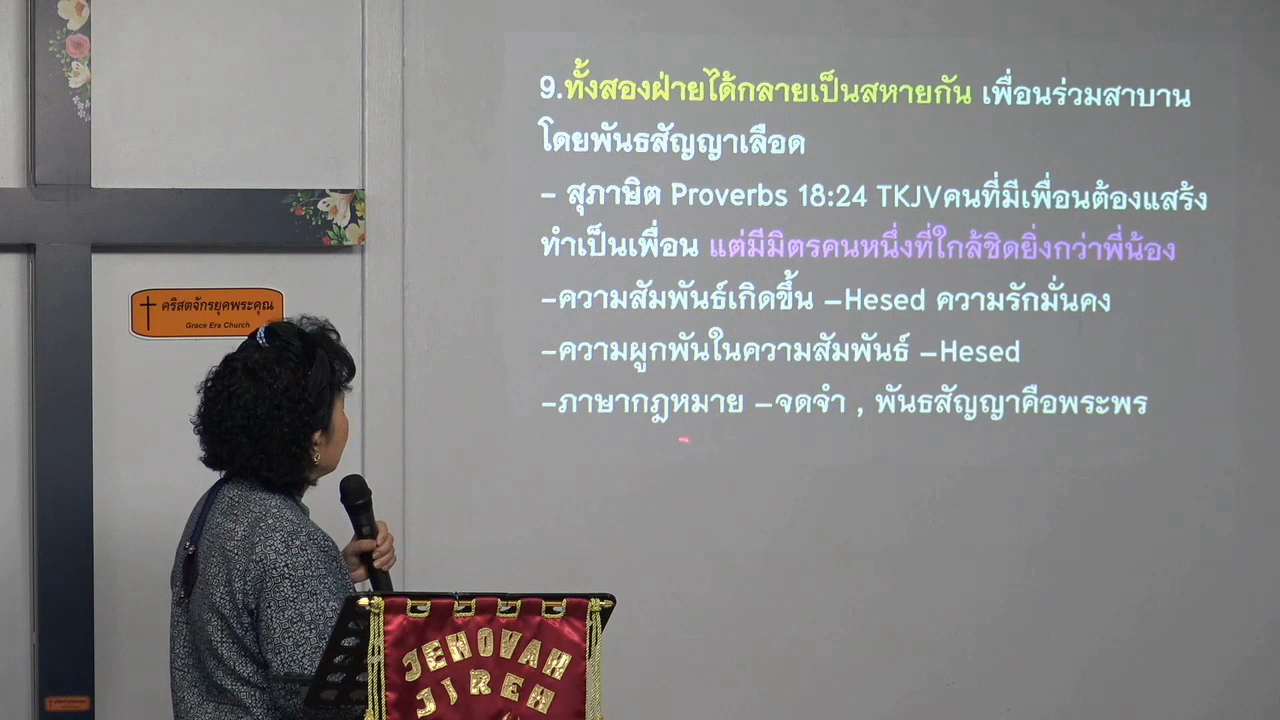 9.ทั้งสองฝ่ายได้กลายเป็นสหายกัน เพื่อนร่วมสาบาน
โดยพันธสัญญาเลือด
– สุภาษิต Proverbs 18:24 TKJVคนที่มีเพื่อนต้องแสร้ง
ทำเป็นเพื่อน แต่มีมิตรคนหนึ่งที่ใกล้ชิดยิ่งกว่าพี่น้อง
–ความสัมพันธ์เกิดขึ้น –Hesed ความรักมั่นคง
–ความผูกพันในความสัมพันธ์ –Hesed
–ภาษากฎหมาย –จดจำ , พันธสัญญาคือพระพร
คริสตจักรยุคพระคุณ
Grace Era Church
JEHOVAH
JIREH